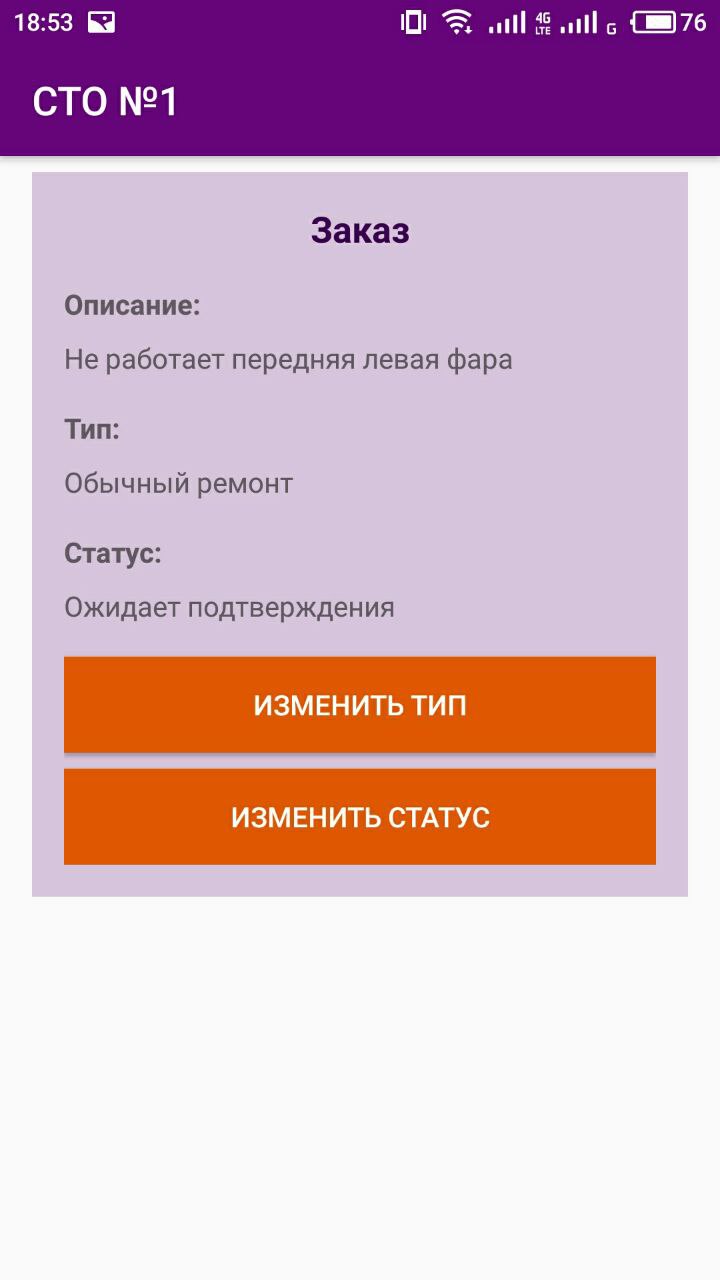 18:53
4G
LTE
G
76
СТО №1
Заказ
Описание:
Не работает передняя левая фара
Тип:
Обычный ремонт
Статус:
Ожидает подтверждения
ИЗМЕНИТЬ ТИП
ИЗМЕНИТЬ СТАТУС